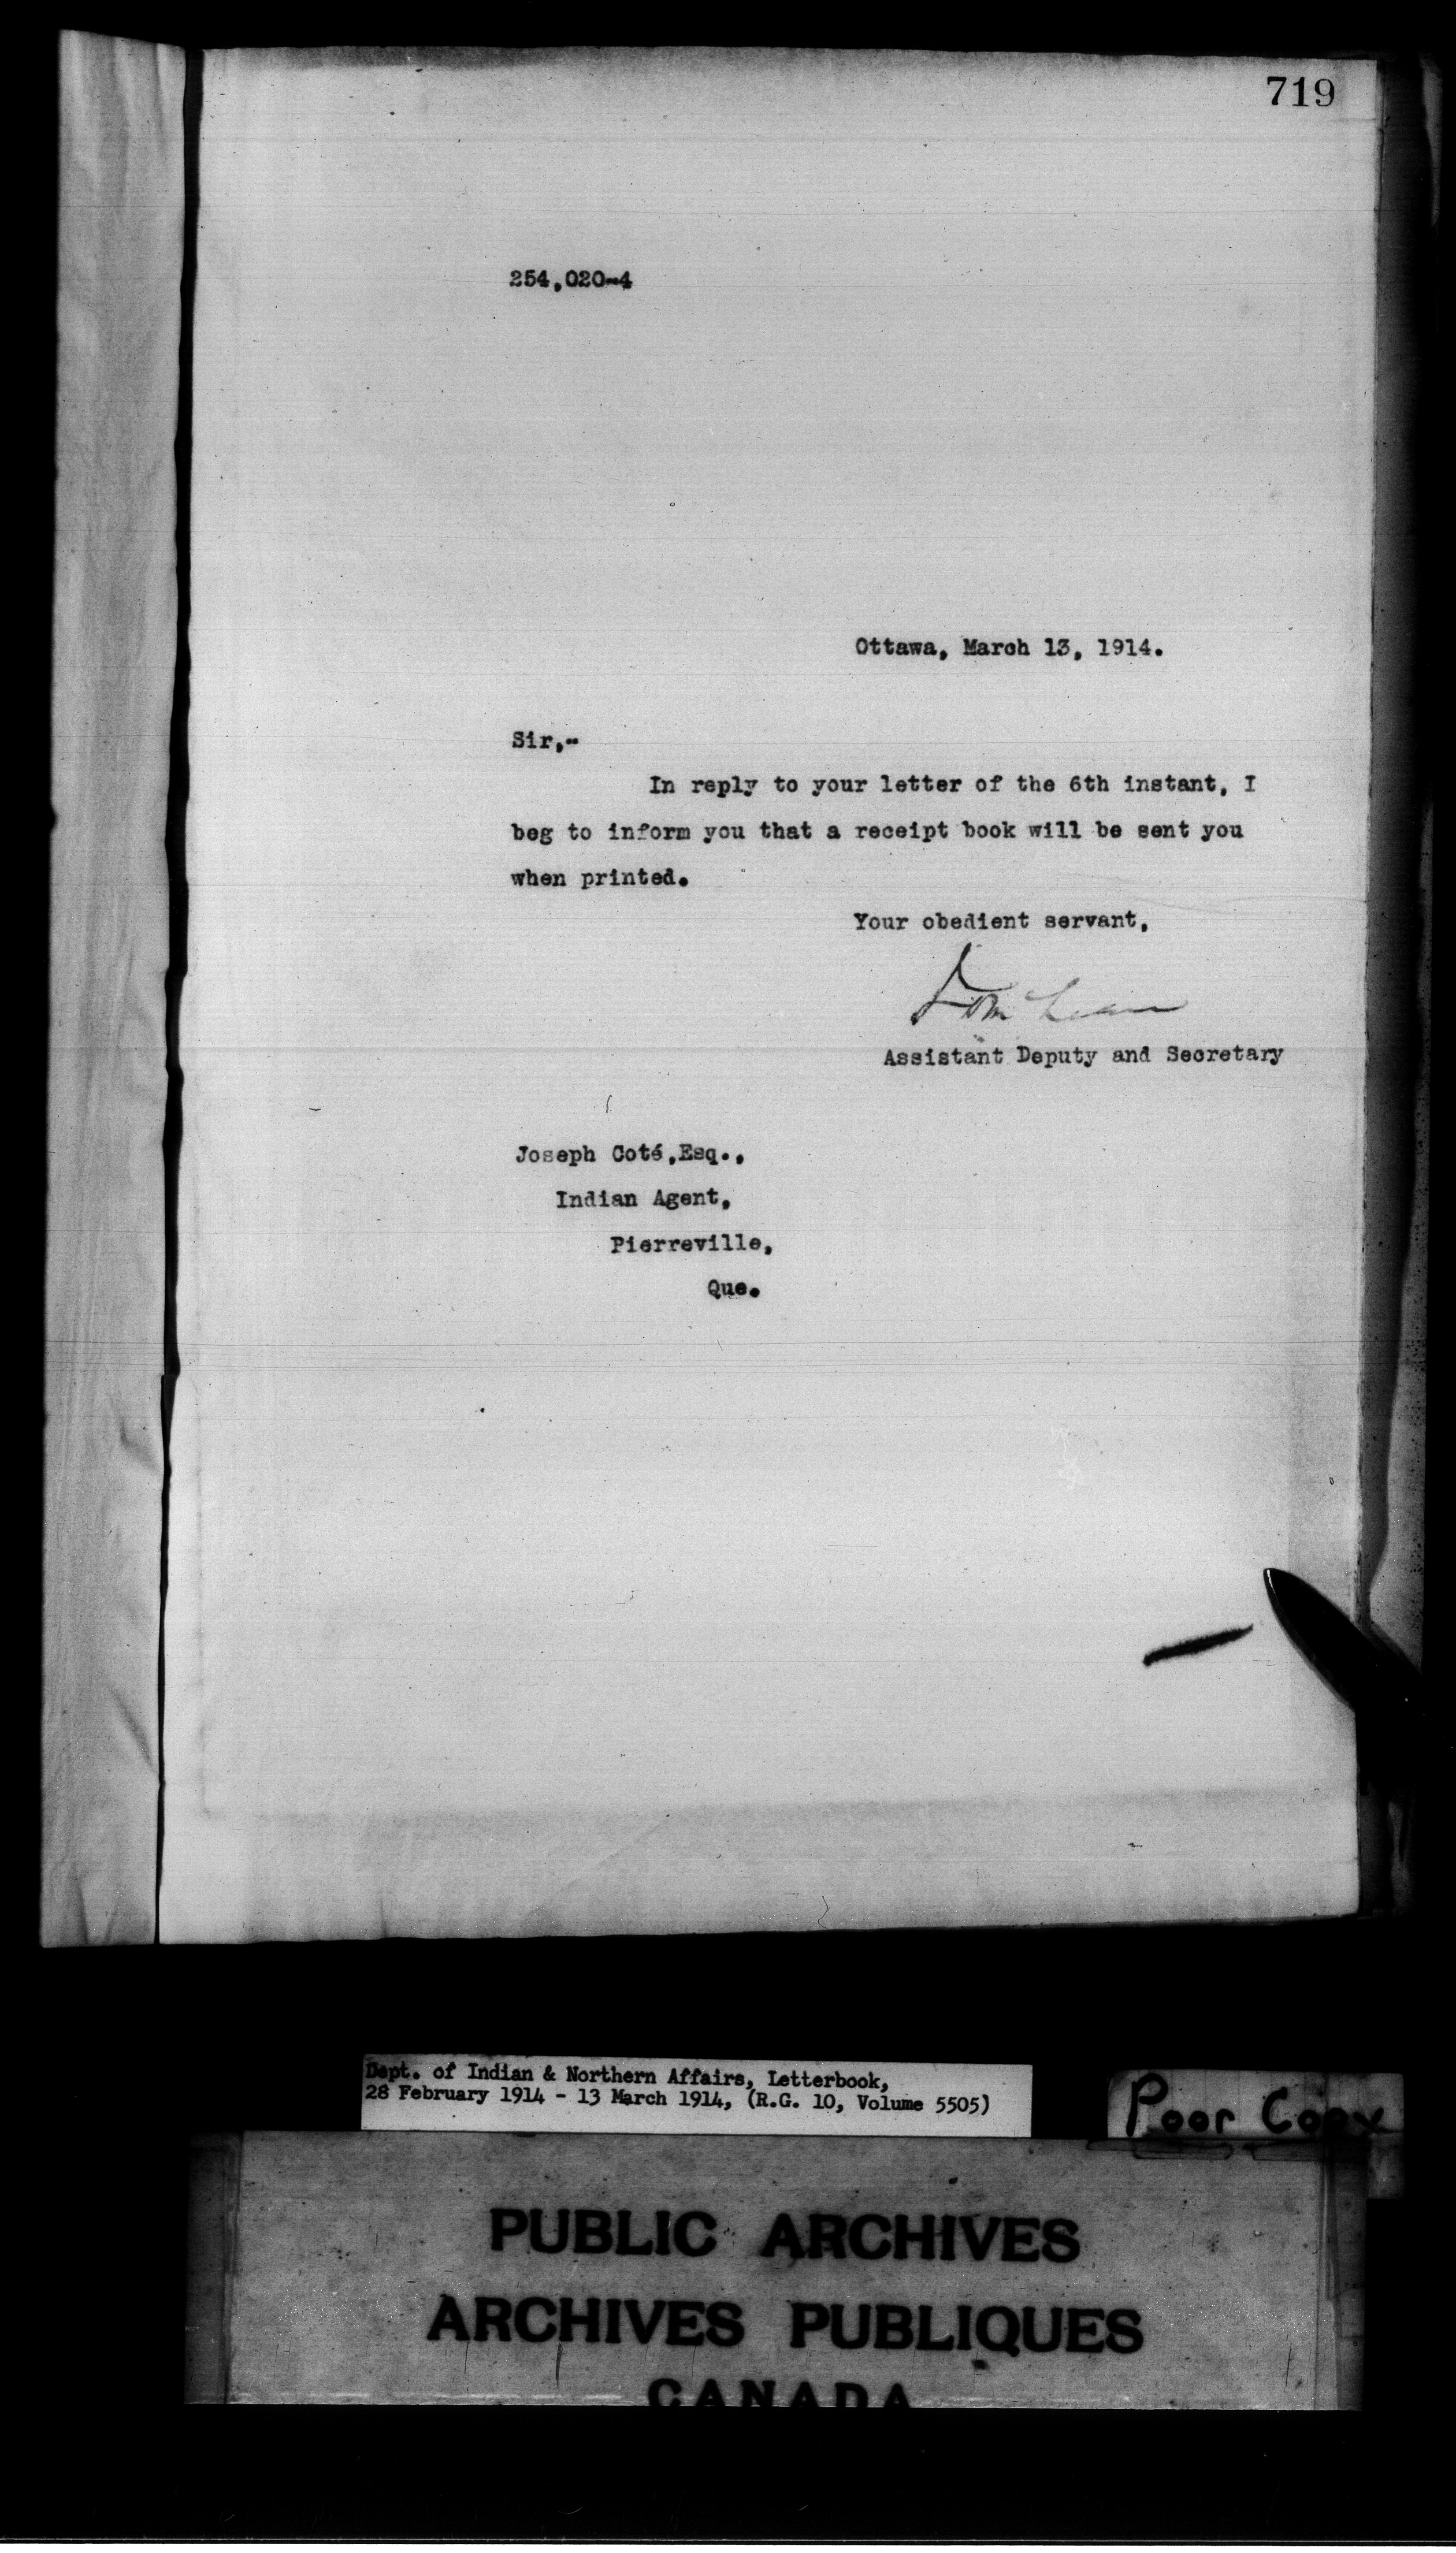 719
254,020-4
Ottawa, March 13, 1914.
Sir,-
In reply to your letter of the 6th instant, I
beg to inform you that a receipt book will be sent you
when printed.
Your obedient servant,
Assistant Deputy and Secretary
Joseph Coté,Esq.,
Indian Agent,
Pierreville,
Que.
Dept. of Indian & Northern Affairs, Letterbook,
28 February 1914 - 13 March 1914, (R.G. 10, Volume 5505)
Poor Copy
PUBLIC ARCHIVES
ARCHIVES PUBLIQUES
CANADA